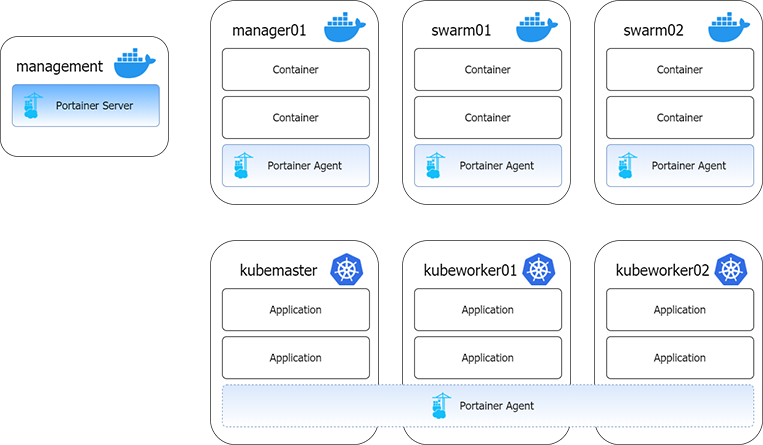 management
Portainer Server
manager01
Container
Container
Portainer Agent
swarm01
Container
Container
Portainer Agent
swarm02
Container
Container
Portainer Agent
kubemaster
Application
Application
kubeworker01
Application
Application
kubeworker02
Application
Application
Portainer Agent